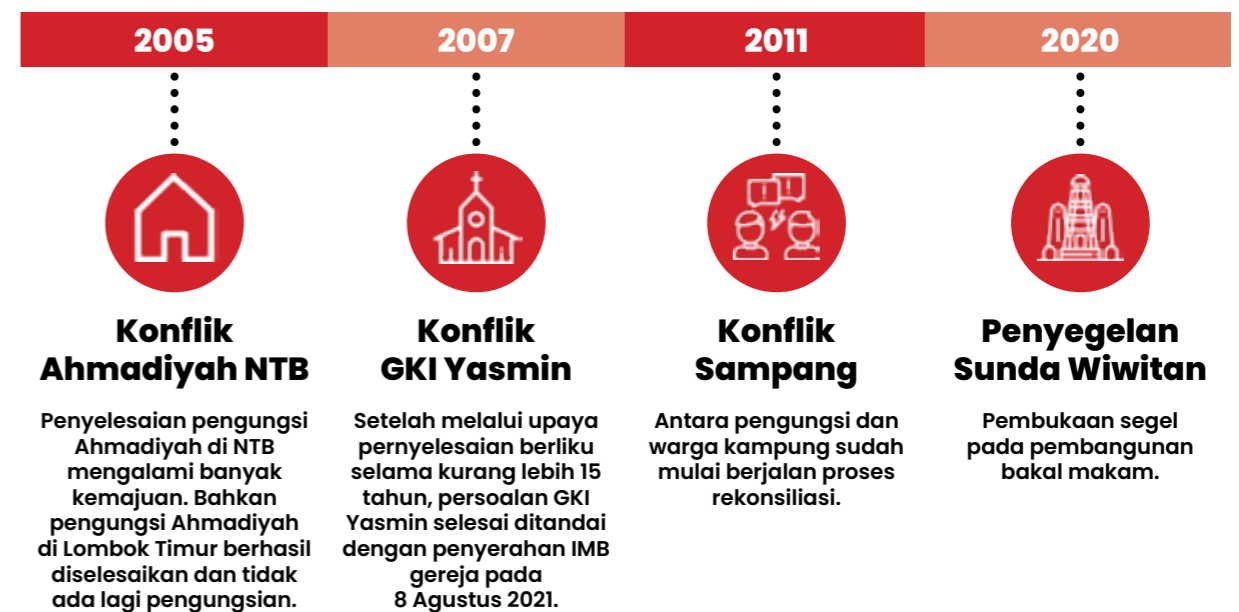 2005
2007
2011
2020
Konflik
Ahmadiyah NTB
Penyelesaian pengungsi
Ahmadiyah di NTB
mengalami banyak
kemajuan. Bahkan
pengungsi Ahmadiyah
di Lombok Timur berhasil
diselesaikan dan tidak
ada lagi pengungsian.
Konflik
GKI Yasmin
Setelah melalui upaya
pernyelesaian berliku
selama kurang lebih 15
tahun, persoalan GKI
Yasmin selesai ditandai
dengan penyerahan IMB
gereja pada
8 Agustus 2021.
Konflik
Sampang
Antara pengungsi dan
warga kampung sudah
mulai berjalan proses
rekonsiliasi.
Penyegelan
Sunda Wiwitan
Pembukaan segel
pada pembangunan
bakal makam.